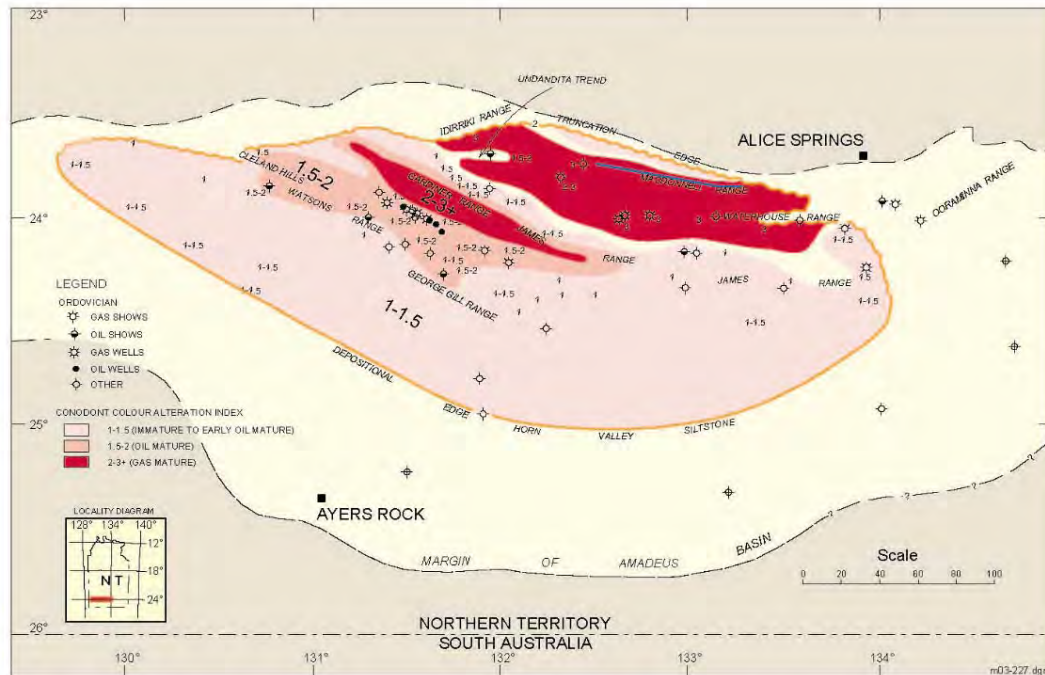 23°
UNDANDITA TREND
IDIRRIKI RANGE
TRUNCATION
EDGE
ALICE SPRINGS
MACDONNELL RANGE
OORAMINNA RANGE
24°
CLELAND HILLS
1.5-2
WATSONS
RANGE
GARDINER RANGE
2-3+
JAMES
RANGE
WATERHOUSE RANGE
JAMES
RANGE
GEORGE GILL RANGE
1-1.5
DEPOSITIONAL
EDGE
HORN
VALLEY
SILTSTONE
LEGEND
ORDOVICIAN
GAS SHOWS
OIL SHOWS
GAS WELLS
OIL WELLS
OTHER
CONODONT COLOUR ALTERATION INDEX
1-1.5 (IMMATURE TO EARLY OIL MATURE)
1.5-2 (OIL MATURE)
2-3+ (GAS MATURE)
25°
AYERS ROCK
MARGIN OF AMADEUS BASIN
LOCALITY DIAGRAM
128° 134° 140°
12°
18°
24°
NT
Scale
0 20 40 60 80 100
26°
NORTHERN TERRITORY
SOUTH AUSTRALIA
130° 131° 132° 133° 134°